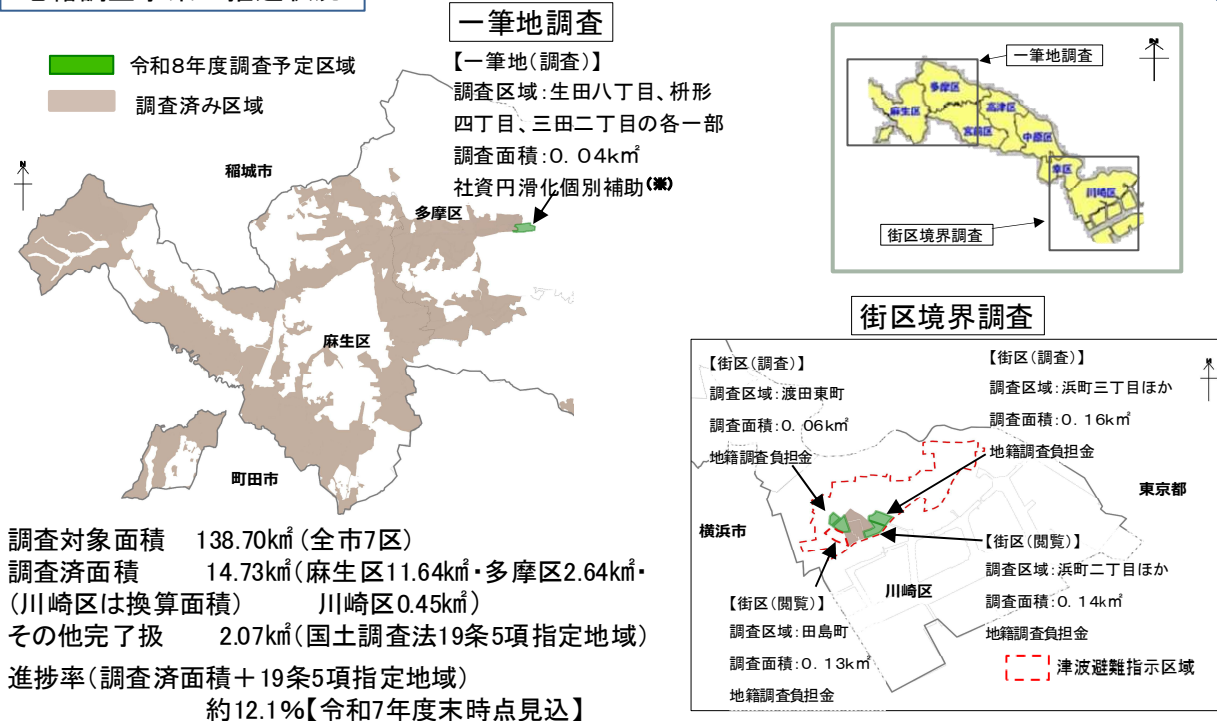 一筆地調査
令和8年度調査予定区域
調査済み区域
【一筆地(調査)】
調査区域:生田八丁目、枡形
四丁目、三田二丁目の各一部
調査面積:0.04k㎡
社資円滑化個別補助(※)
N
稲城市
多摩区
麻生区
町田市
一筆地調査
N
多摩区
麻生区
高津区
宮前区
中原区
幸区
川崎区
街区境界調査
街区境界調査
【街区(調査)】
調査区域:渡田東町
調査面積:0.06k㎡
地籍調査負担金
【街区(調査)】
調査区域:浜町三丁目ほか
調査面積:0.16k㎡
地籍調査負担金
N
東京都
横浜市
川崎区
【街区(閲覧)】
調査区域:浜町二丁目ほか
調査面積:0.14k㎡
地籍調査負担金
【街区(閲覧)】
調査区域:田島町
調査面積:0.13k㎡
地籍調査負担金
津波避難指示区域
調査対象面積 138.70k㎡(全市7区)
調査済面積 14.73k㎡(麻生区11.64k㎡・多摩区2.64k㎡・
(川崎区は換算面積) 川崎区0.45k㎡)
その他完了扱 2.07k㎡(国土調査法19条5項指定地域)
進捗率(調査済面積+19条5項指定地域)
約12.1%【令和7年度末時点見込】